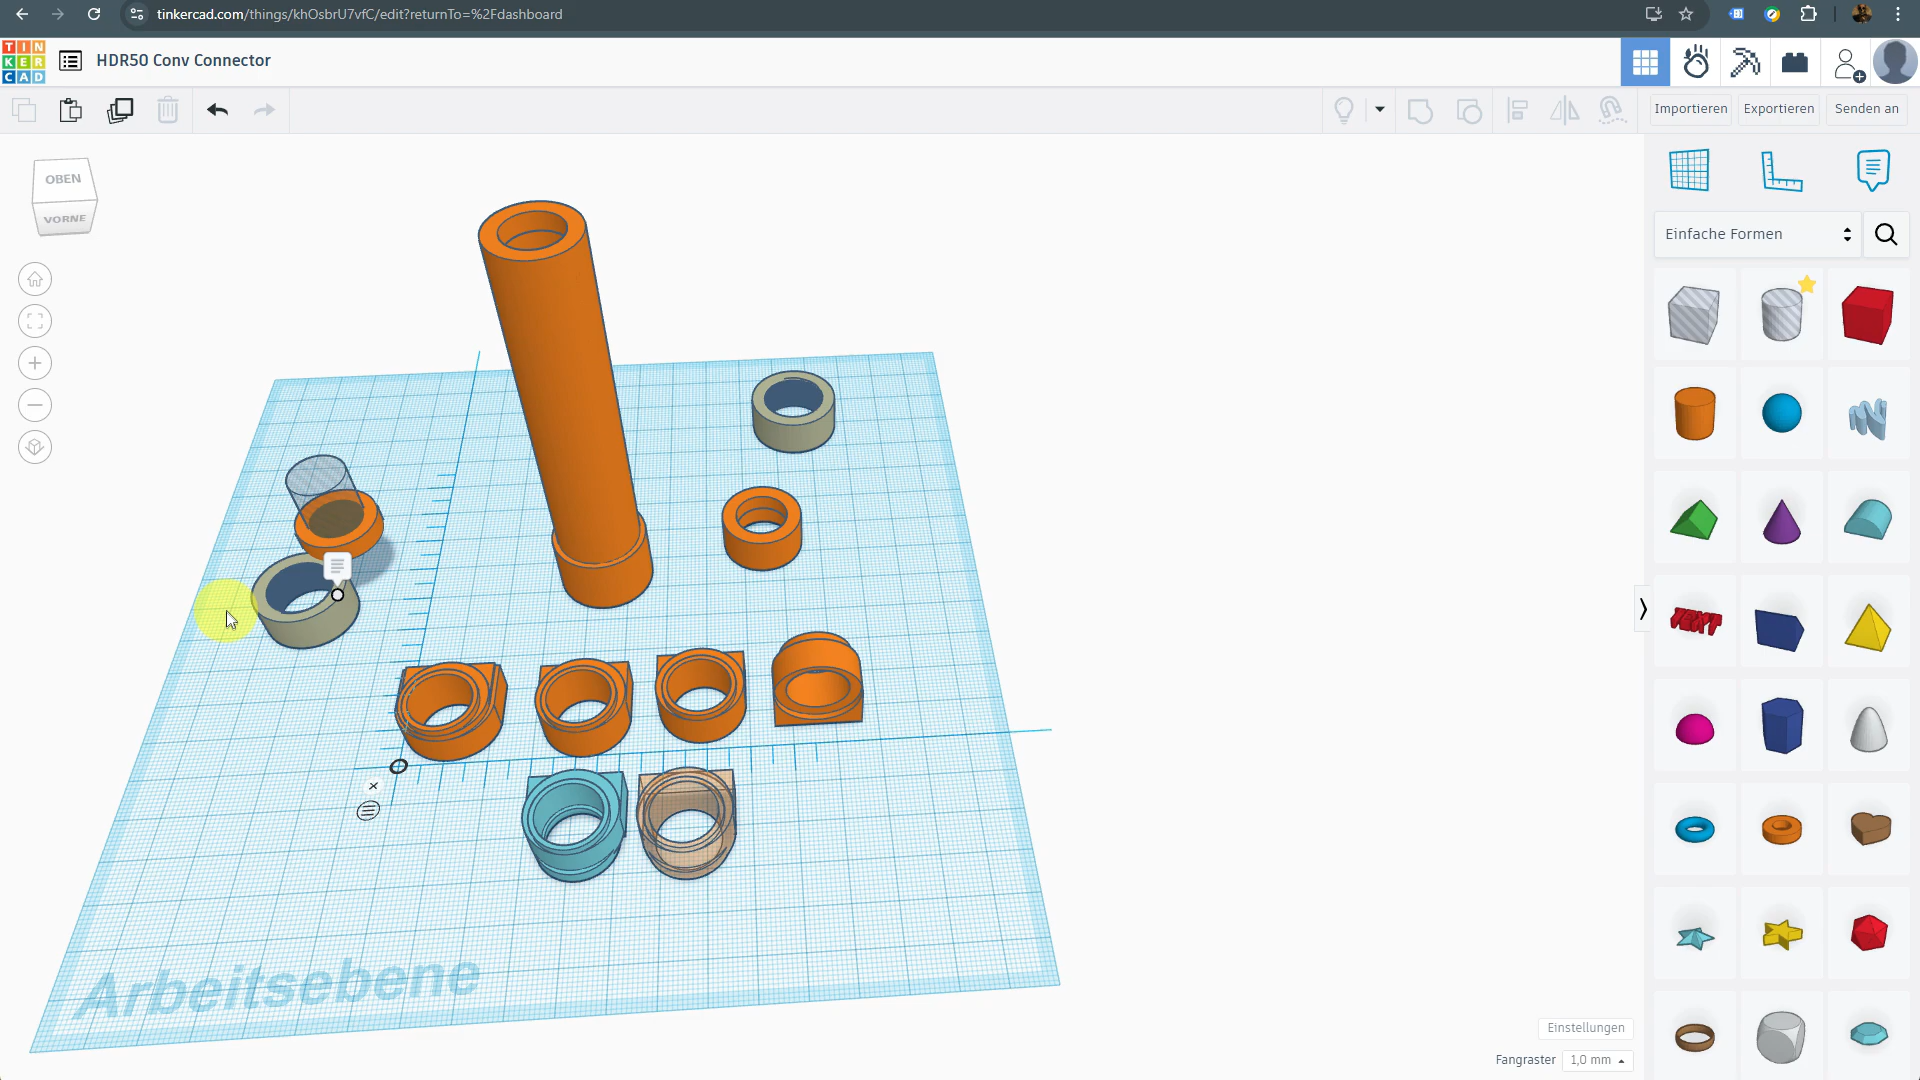 tinkercad.com/things/khOsbrU7vfC/edit?returnTo=%2Fdashboard
TIN
KER
CAD
HDR50 Conv Connector
Importieren
Exportieren
Senden an
OBEN
VORNE
Einfache Formen
TEXT
Arbeitsebene
Einstellungen
Fangraster
1,0 mm